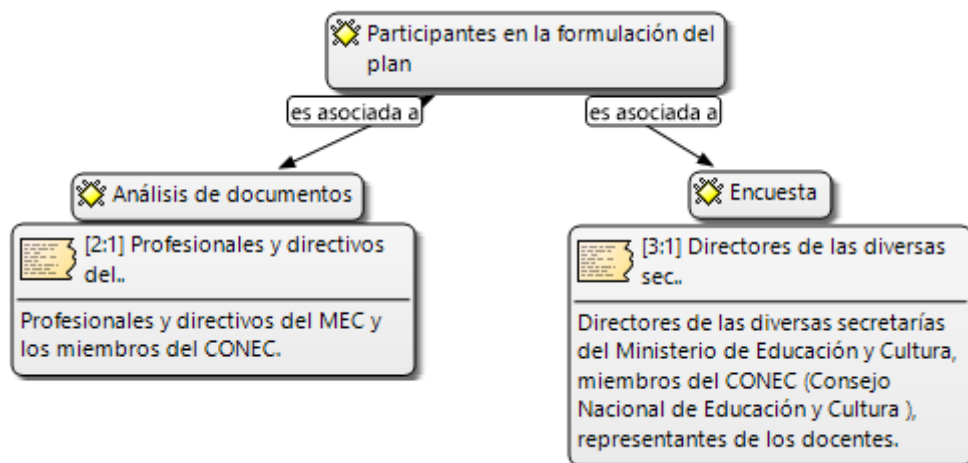 Participantes en la formulación del
plan
es asociada a
es asociada a
Análisis de documentos
[2:1] Profesionales y directivos
del..
Profesionales y directivos del MEC y
los miembros del CONEC.
Encuesta
[3:1] Directores de las diversas
sec..
Directores de las diversas secretarías
del Ministerio de Educación y Cultura,
miembros del CONEC (Consejo
Nacional de Educación y Cultura ),
representantes de los docentes.